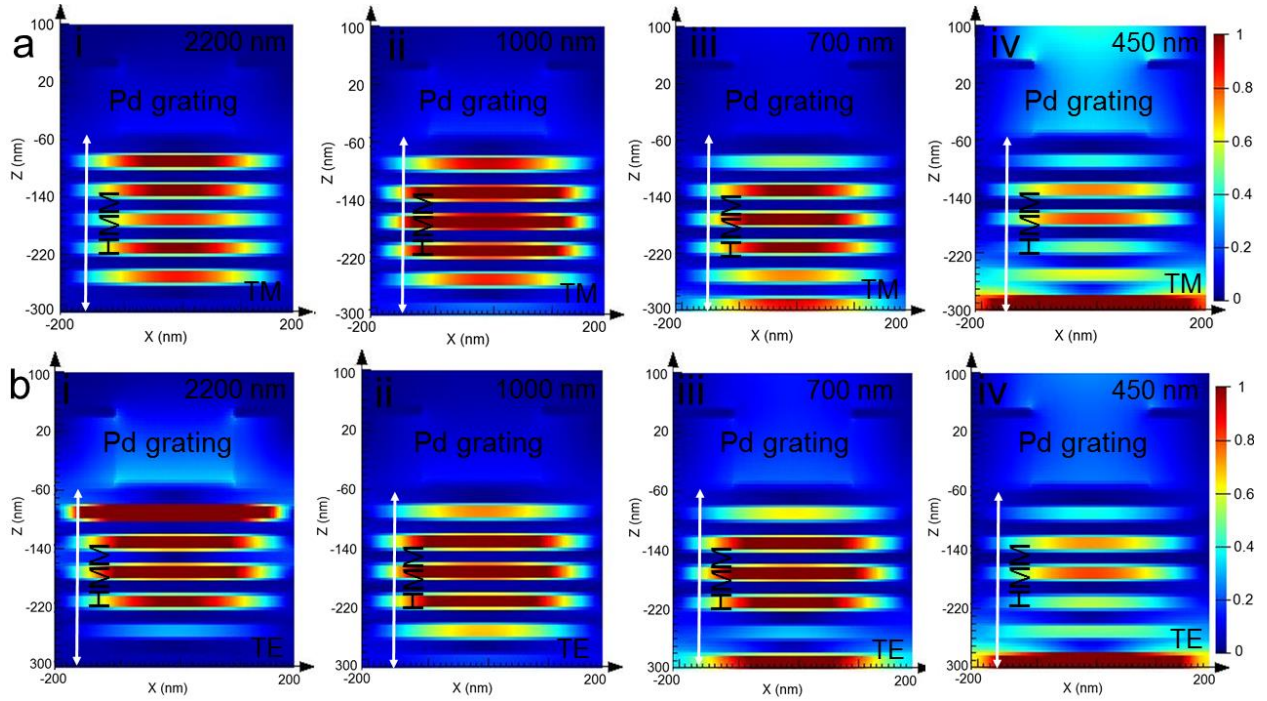 a
i
2200 nm
100
20
-60
-140
-220
-300
Z (nm)
Pd grating
HMM
TM
-200
200
X (nm)
ii
1000 nm
100
20
-60
-140
-220
-300
Z (nm)
Pd grating
HMM
TM
-200
200
X (nm)
iii
700 nm
100
20
-60
-140
-220
-300
Z (nm)
Pd grating
HMM
TM
-200
200
X (nm)
iv
450 nm
100
20
-60
-140
-220
-300
Z (nm)
Pd grating
HMM
TM
-200
200
X (nm)
1
0.8
0.6
0.4
0.2
0
b
i
2200 nm
100
20
-60
-140
-220
300
Z (nm)
Pd grating
HMM
TE
-200
200
X (nm)
ii
1000 nm
100
20
-60
-140
-220
300
Z (nm)
Pd grating
HMM
TE
-200
200
X (nm)
iii
700 nm
100
20
-60
-140
-220
300
Z (nm)
Pd grating
HMM
TE
-200
200
X (nm)
iv
450 nm
100
20
-60
-140
-220
300
Z (nm)
Pd grating
HMM
TE
-200
200
X (nm)
1
0.8
0.6
0.4
0.2
0